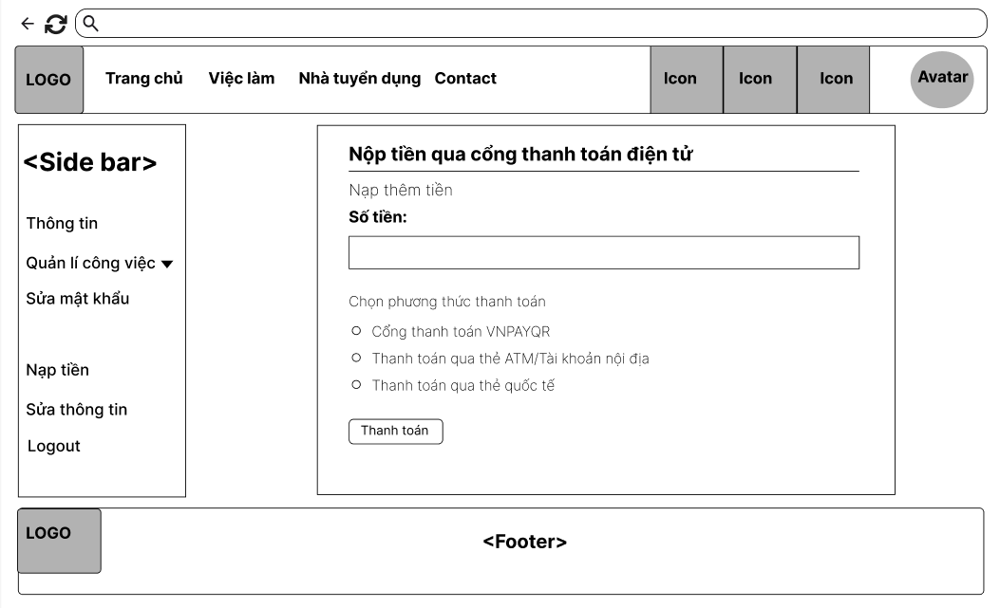 LOGO Trang chủ Việc làm Nhà tuyển dụng Contact Icon Icon Icon Avatar
<Side bar>
Thông tin
Quản lí công việc
Sửa mật khẩu
Nạp tiền
Sửa thông tin
Logout
Nộp tiền qua cổng thanh toán điện tử
Nạp thêm tiền
Số tiền:
Chọn phương thức thanh toán
Cổng thanh toán VNPAYQR
Thanh toán qua thẻ ATM/Tài khoản nội địa
Thanh toán qua thẻ quốc tế
Thanh toán
LOGO
<Footer>